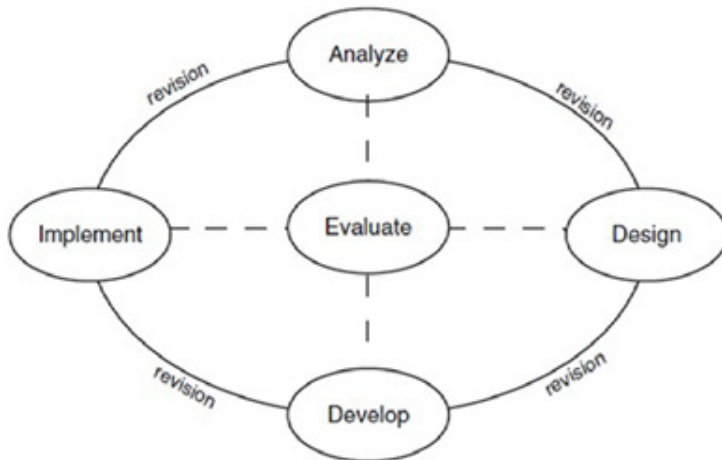 Analyze
revision
revision
Implement
Evaluate
Design
revision
revision
Develop